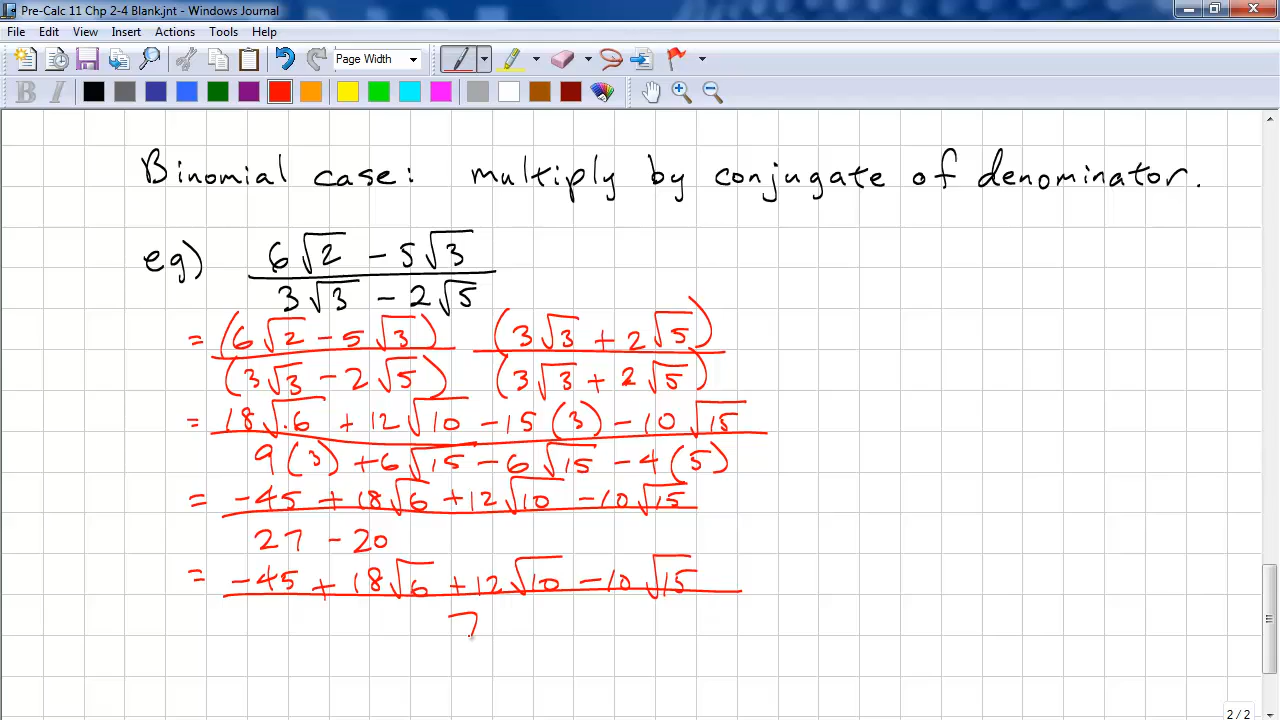 Pre-Calc 11 Chp 2-4 Blank.jnt - Windows Journal
File Edit View Insert Actions Tools Help
Page Width
B I
Binomial case: multiply by conjugate of denominator.
eg) 6√2 - 5√3
3√3 - 2√5
= (6√2 - 5√3) (3√3 + 2√5)
(3√3 - 2√5) (3√3 + 2√5)
= 18√6 + 12√10 - 15(3) - 10√15
9(3) + 6√15 - 6√15 - 4(5)
= -45 + 18√6 + 12√10 - 10√15
27 - 20
= -45 + 18√6 + 12√10 - 10√15
7
2/2